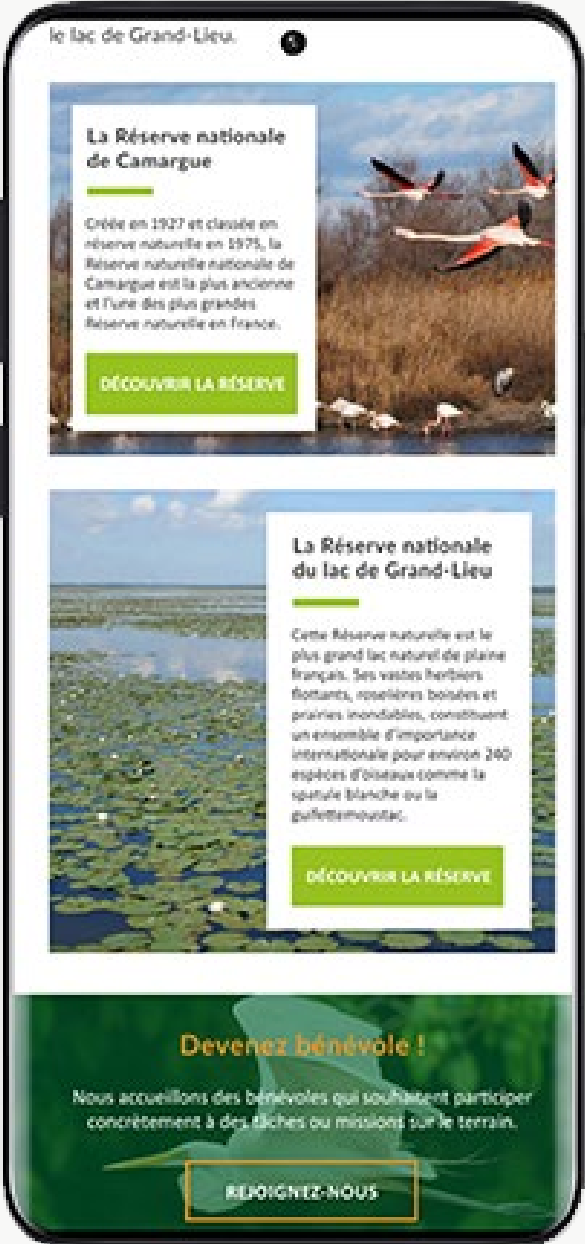 le lac de Grand-Lieu.
La Réserve nationale
de Camargue
Créée en 1927 et classée en
réserve naturelle en 1975, la
Réserve naturelle nationale de
Camargue est la plus ancienne
et l'une des plus grandes
Réserve naturelle en France.
DÉCOUVRIR LA RÉSERVE
La Réserve nationale
du lac de Grand-Lieu
Cette Réserve naturelle est le
plus grand lac naturel de plaine
français. Ses vastes herbiers
flottants, roselières boisées et
prairies inondables, constituent
un ensemble d'importance
internationale pour environ 240
espèces d'oiseaux comme la
spatule blanche ou la
guifettemoustac.
DÉCOUVRIR LA RÉSERVE
Devenez bénévole !
Nous accueillons des bénévoles qui souhaitent participer
concrètement à des tâches ou missions sur le terrain.
REJOIGNEZ-NOUS